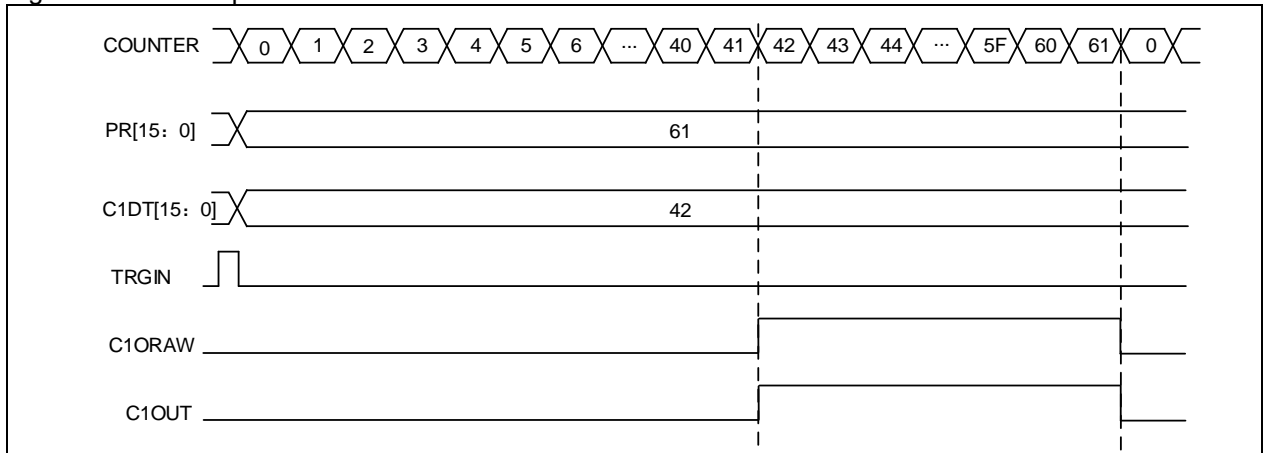 COUNTER 0 1 2 3 4 5 6 ... 40 41 42 43 44 ... 5F 60 61 0
PR[15：0] 61
C1DT[15：0] 42
TRGIN
C1ORAW
C1OUT